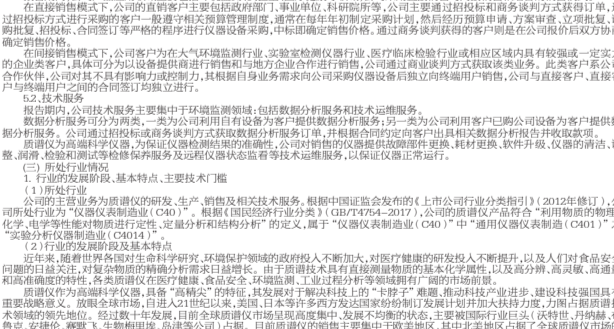 在直接销售模式下,公司的直销客户主要包括政府部门、事业单位、科研院所等,公司主要通过招投标和商务谈判方式获得订单,通
过招投标方式进行采购的客户一般遵守相关预算管理制度,通常在每年年初制定采购计划,然后经历预算申请、方案审查、立项批复、
购批复、招投标、合同签订等严格的程序进行仪器设备采购,中标即确定销售价格。通过商务谈判获得的客户则是在公司报价后双方协商
确定销售价格。
在间接销售模式下,公司客户为在大气环境监测行业、实验室检测仪器行业、医疗临床检验行业或相应区域内具有较强或一定实力
的企业类客户,具体可分为以设备提供商进行销售和与地方企业合作进行销售,公司通过商业谈判方式获取该类业务。此类客户系公司
合作伙伴,公司对其不具有影响力或控制力,其根据自身业务需求向公司采购仪器设备后独立向终端用户销售,公司与直接客户、直接客
户与终端用户之间的合同签订均独立进行。
5.2、技术服务
报告期内,公司技术服务主要集中于环境监测领域:包括数据分析服务和技术运维服务。
数据分析服务可分为两类,一类为公司利用自有设备为客户提供数据分析服务;另一类为公司利用客户已购公司设备为客户提供数
据分析服务。公司通过招投标或商务谈判方式获取数据分析服务订单,并根据合同约定向客户出具相关数据分析报告并收取款项。
质谱仪为高端科学仪器,为保证仪器检测结果的准确性,公司对销售的仪器提供故障部件更换、耗材更换、软件升级、仪器的清洁、调
整、润滑、检验和测试等检修保养服务及远程仪器状态监看等技术运维服务,以保证仪器正常运行。
(三) 所处行业情况
1. 行业的发展阶段、基本特点、主要技术门槛
(1)所处行业
公司的主营业务为质谱仪的研发、生产、销售及相关技术服务。根据中国证监会发布的《上市公司行业分类指引》(2012年修订),公
司所处行业为“仪器仪表制造业(C40)”。根据《国民经济行业分类》(GB/T4754-2017),公司的质谱仪产品符合“利用物质的物理、
化学、电学等性能对物质进行定性、定量分析和结构分析”的定义,属于“仪器仪表制造业(C40)”中“通用仪器仪表制造(C401)”之
“实验分析仪器制造业(C4014)”。
(2)行业的发展阶段及基本特点
近年来,随着世界各国对生命科学研究、环境保护领域的政府投入不断加大,对医疗健康的研发投入不断提升,以及人们对食品安全
问题的日益关注,对复杂物质的精确分析需求日益增长。由于质谱技术具有直接测量物质的基本化学属性,以及高分辨、高灵敏、高通量
和高准确度的特性,各类质谱仪在医疗健康、食品安全、环境监测、工业过程分析等领域拥有广阔的市场前景。
质谱仪作为高端科学仪器,具备“高精尖”的特征,其发展对于解决科技上的“卡脖子”难题,推动科技产业进步、建设科技强国具有
重要战略意义。放眼全球市场,自进入21世纪以来,美国、日本等许多西方发达国家纷纷制订发展计划并加大扶持力度,力图占据质谱技
术领域的领先地位。经过数十年发展,目前全球质谱仪市场呈现高度集中、发展不均衡的状态,主要被国际行业巨头(沃特世、丹纳赫、
鲁克、安捷伦、赛默飞、生物梅里埃、岛津等公司)占据。目前质谱仪的销售主要集中于欧美地区,其中北美地区占据了全球质谱仪市